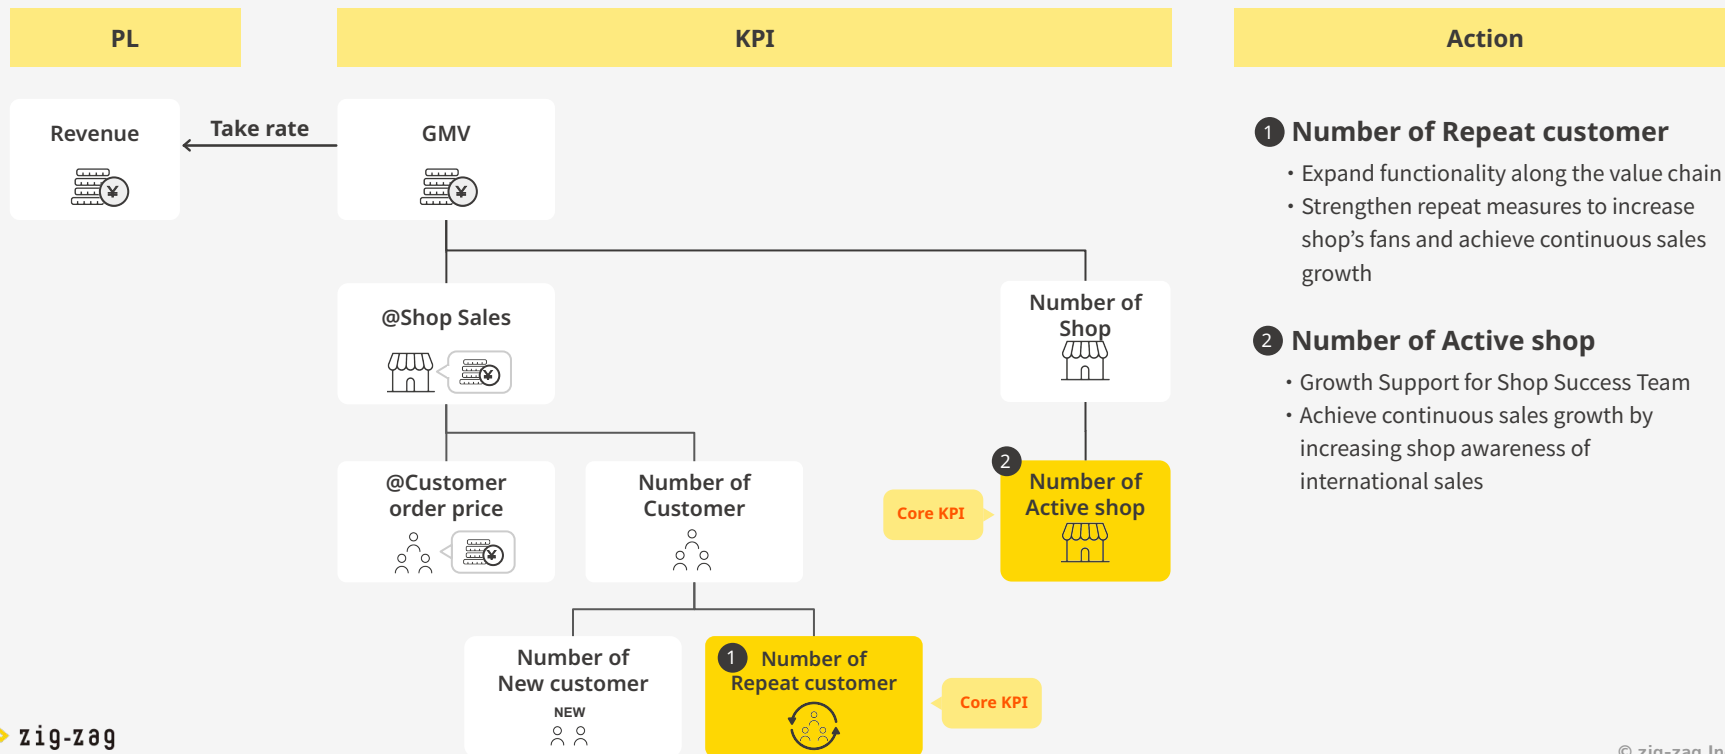 PL
KPI
Action
Revenue
Take rate
GMV
¥
¥
1 Number of Repeat customer
・Expand functionality along the value chain
・Strengthen repeat measures to increase
shop's fans and achieve continuous sales
growth
@Shop Sales
¥
Number of
Shop
2 Number of Active shop
・Growth Support for Shop Success Team
・Achieve continuous sales growth by
increasing shop awareness of
international sales
@Customer
order price
¥
Number of
Customer
Core KPI
2
Number of
Active shop
Number of
New customer
NEW
1 Number of
Repeat customer
Core KPI
zig-zag
© zig-zag In